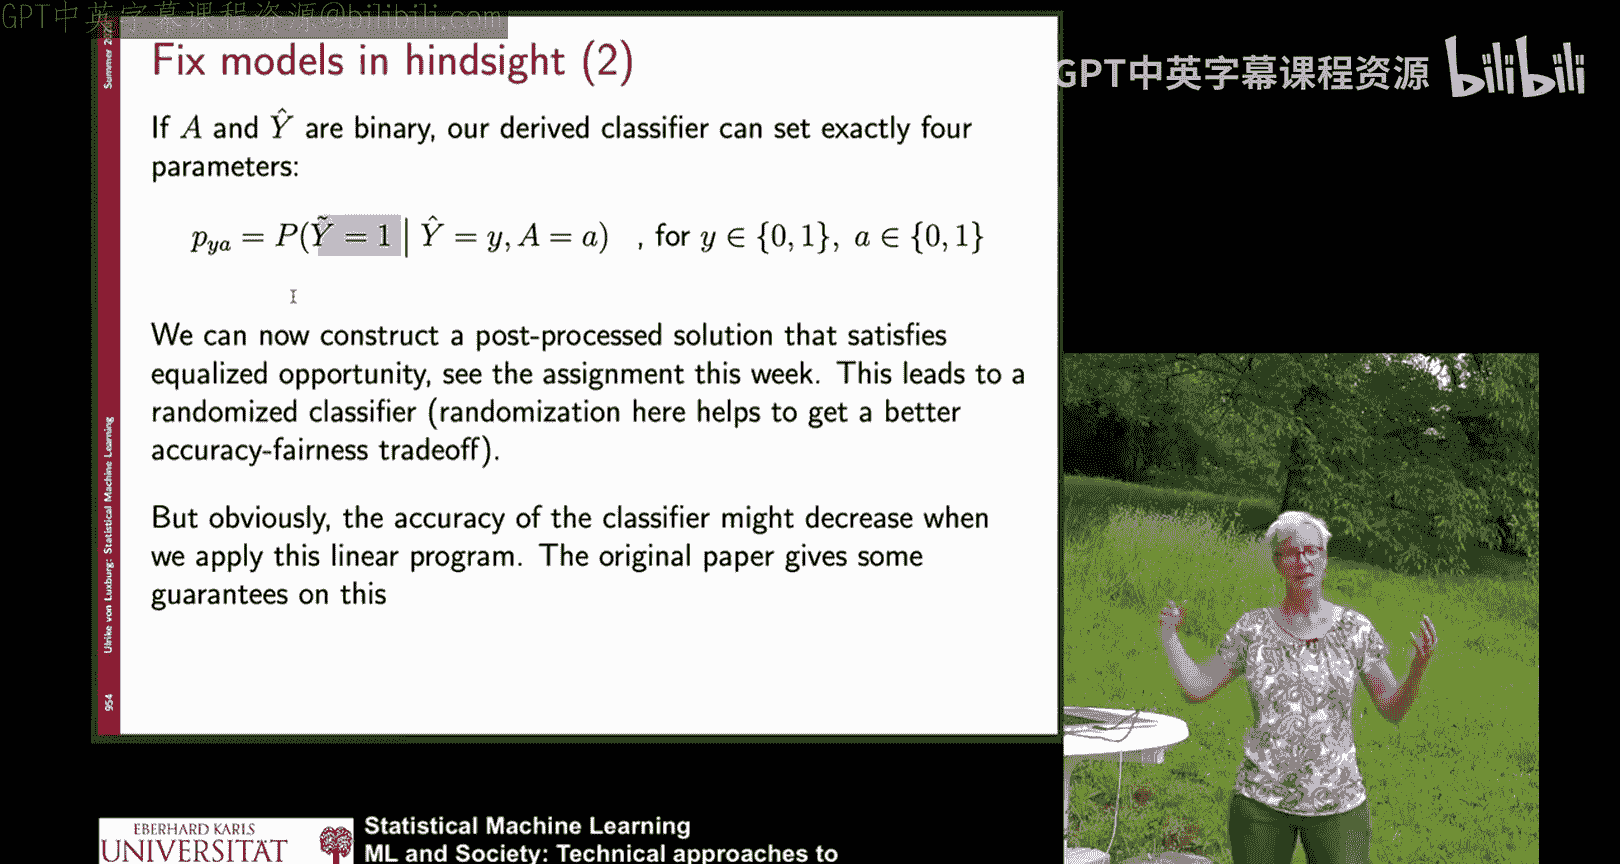 GPT中英字幕课程资源@bilibili.com
GPT中英字幕课程资源 bilibili
Fix models in hindsight (2)
If A and Ŷ are binary, our derived classifier can set exactly four
parameters:
p_{ya} = P(Ỹ = 1 | Ŷ = y, A = a) , for y ∈ {0, 1}, a ∈ {0, 1}
We can now construct a post-processed solution that satisfies
equalized opportunity, see the assignment this week. This leads to a
randomized classifier (randomization here helps to get a better
accuracy-fairness tradeoff).
But obviously, the accuracy of the classifier might decrease when
we apply this linear program. The original paper gives some
guarantees on this
Ulrike von Luxburg: Statistical Machine Learning
Summer
954
EBERHARD KARLS
UNIVERSITÄT
Statistical Machine Learning
ML and Society: Technical approaches to